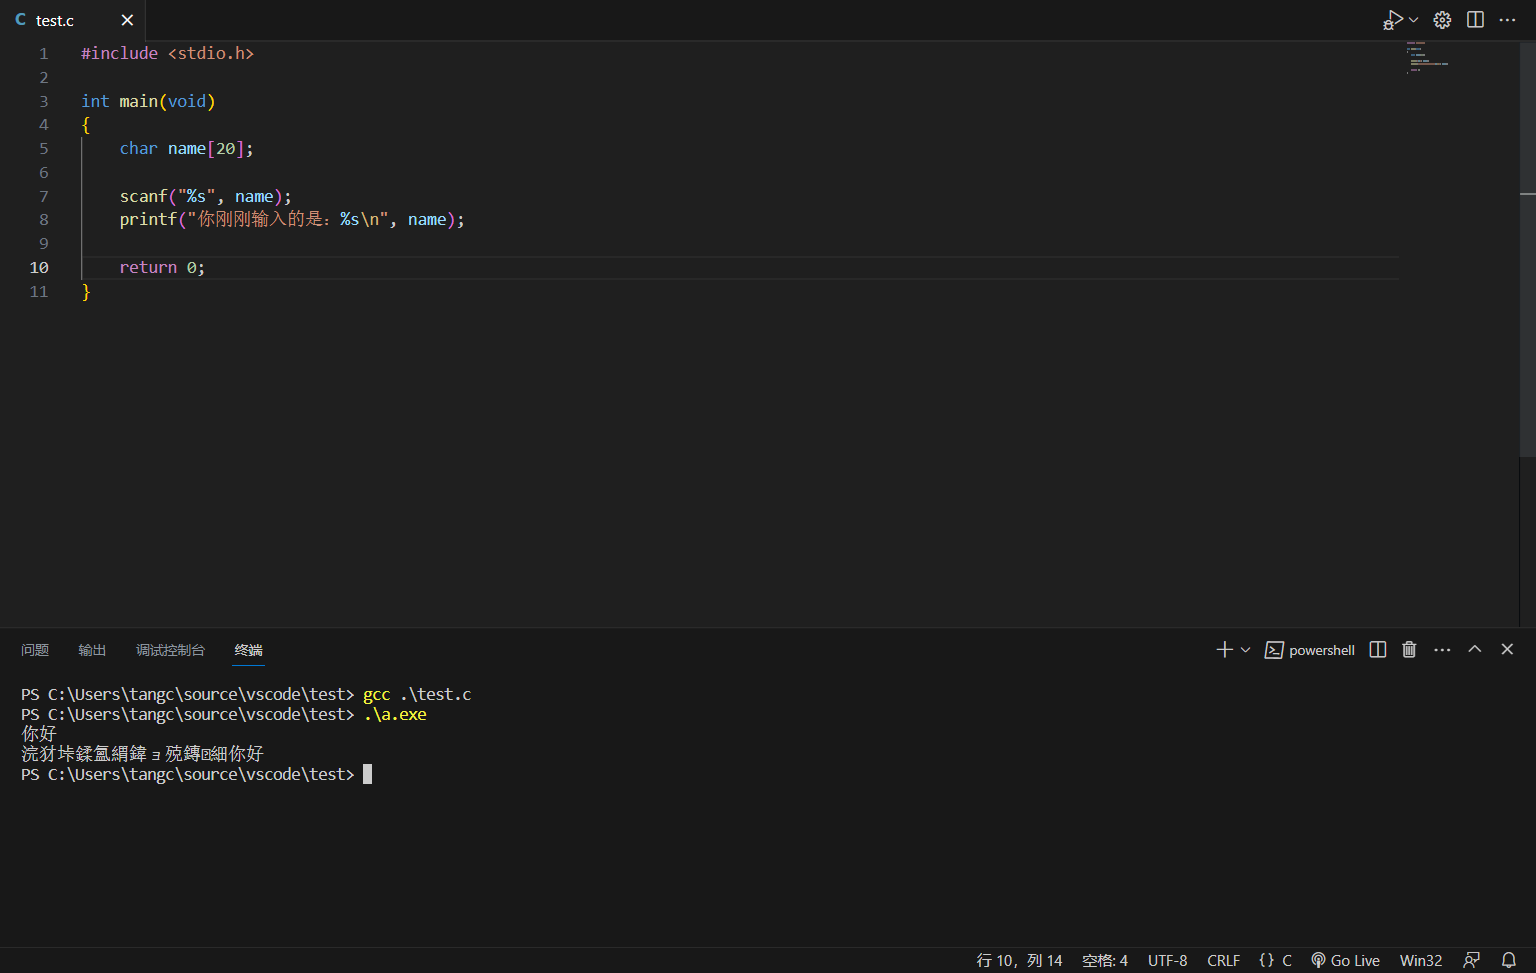 test.c
1 #include <stdio.h>
2
3 int main(void)
4 {
5 char name[20];
6
7 scanf("%s", name);
8 printf("你刚刚输入的是：%s\n", name);
9
10 return 0;
11 }
问题 输出 调试控制台 终端 powershell
PS C:\Users\tangc\source\vscode\test> gcc .\test.c
PS C:\Users\tangc\source\vscode\test> .\a.exe
你好
浣犲垰鍒氳緭鍏ョ殑鏄細你好
PS C:\Users\tangc\source\vscode\test>
行 10，列 14 空格: 4 UTF-8 CRLF {} C Go Live Win32